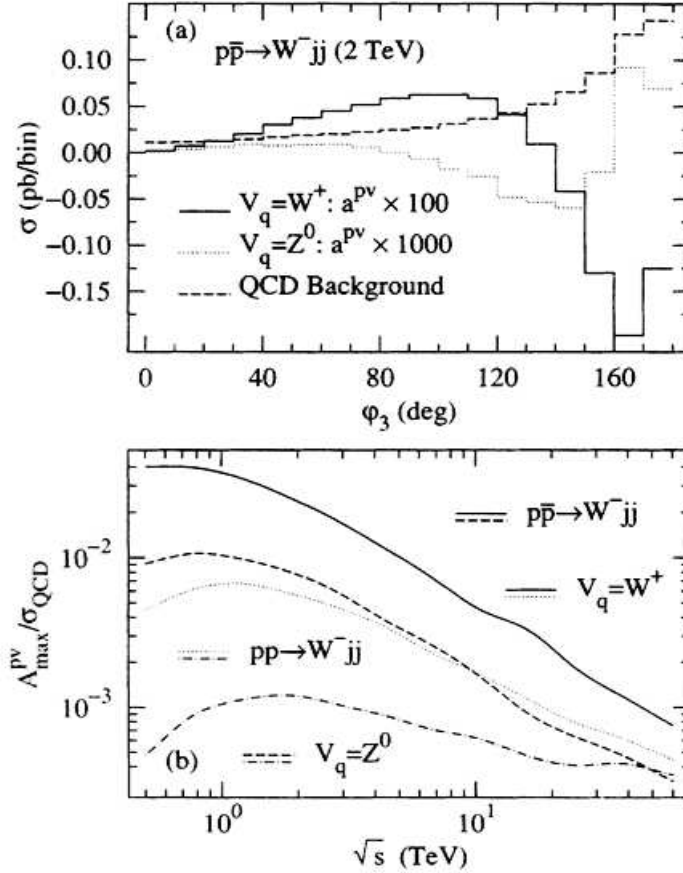 (a)
pp̄→W⁻jj (2 TeV)
0.10
0.05
0.00
−0.05
−0.10
−0.15
σ (pb/bin)
V_q=W⁺: a^pv × 100
V_q=Z⁰: a^pv × 1000
QCD Background
0 40 80 120 160
φ₃ (deg)
pp̄→W⁻jj
V_q=W⁺
10⁻²
A^pv_max/σ_QCD
pp→W⁻jj
10⁻³
(b)
V_q=Z⁰
10⁰ 10¹
√s (TeV)